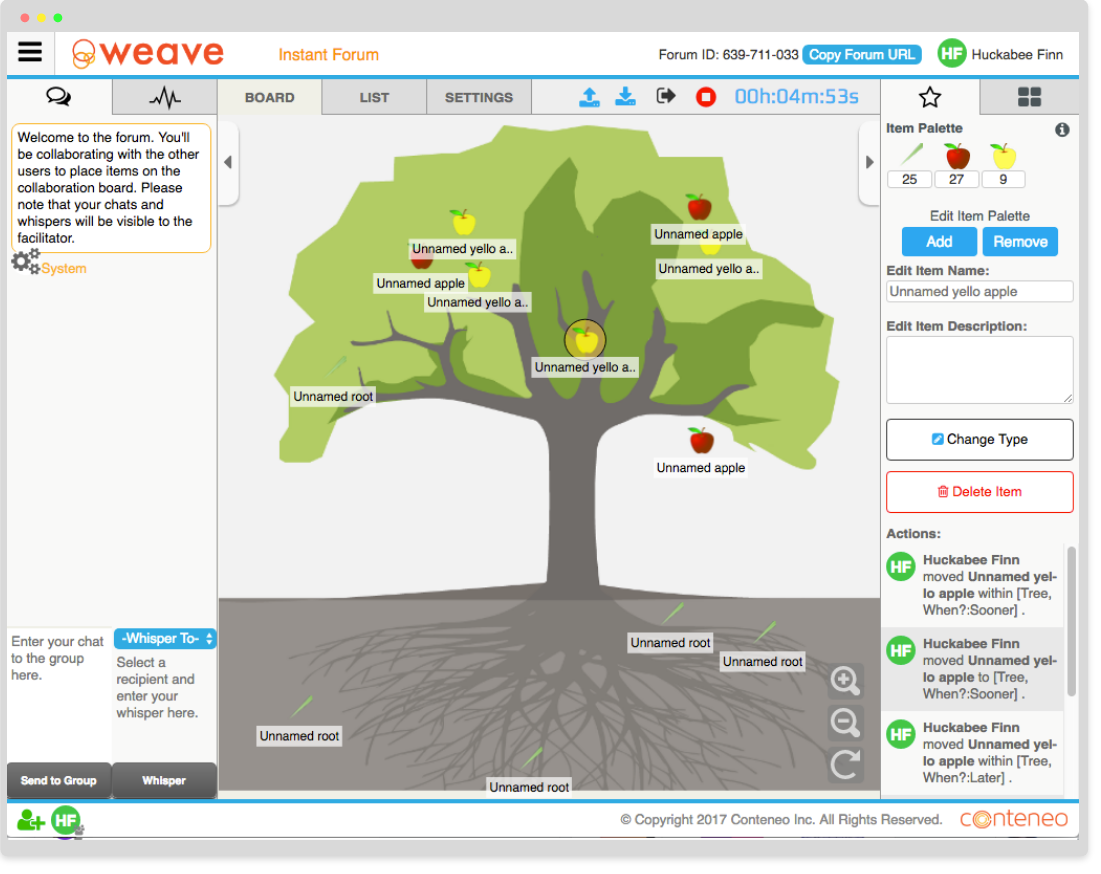 weave
Instant Forum
Forum ID: 639-711-033
Copy Forum URL
HF
Huckabee Finn
BOARD
LIST
SETTINGS
00h:04m:53s
Welcome to the forum. You'll
be collaborating with the other
users to place items on the
collaboration board. Please
note that your chats and
whispers will be visible to the
facilitator.
System
Enter your chat
to the group
here.
-Whisper To-
Select a
recipient and
enter your
whisper here.
Send to Group
Whisper
Unnamed yello a..
Unnamed apple
Unnamed yello a..
Unnamed apple
Unnamed yello a..
Unnamed yello a..
Unnamed root
Unnamed apple
Unnamed root
Unnamed root
Unnamed root
Unnamed root
Item Palette
25
27
9
Edit Item Palette
Add
Remove
Edit Item Name:
Unnamed yello apple
Edit Item Description:
Change Type
Delete Item
Actions:
HF
Huckabee Finn
moved Unnamed yel-
lo apple within [Tree,
When?:Sooner] .
HF
Huckabee Finn
moved Unnamed yel-
lo apple to [Tree,
When?:Sooner] .
HF
Huckabee Finn
moved Unnamed yel-
lo apple within [Tree,
When?:Later] .
HF
© Copyright 2017 Conteneo Inc. All Rights Reserved.
conteneo